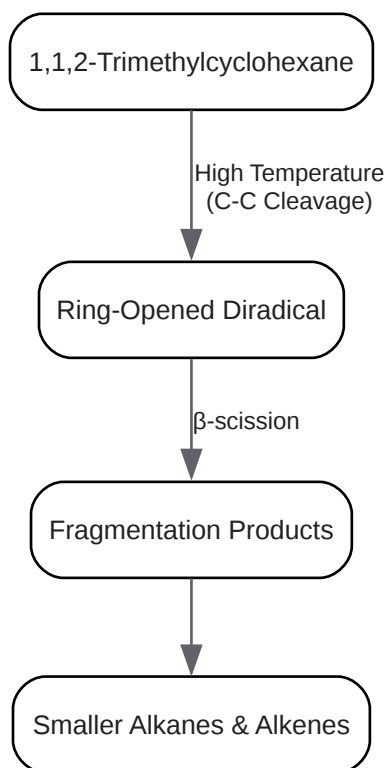 1,1,2-Trimethylcyclohexane
High Temperature
(C-C Cleavage)
Ring-Opened Diradical
β-scission
Fragmentation Products
Smaller Alkanes & Alkenes